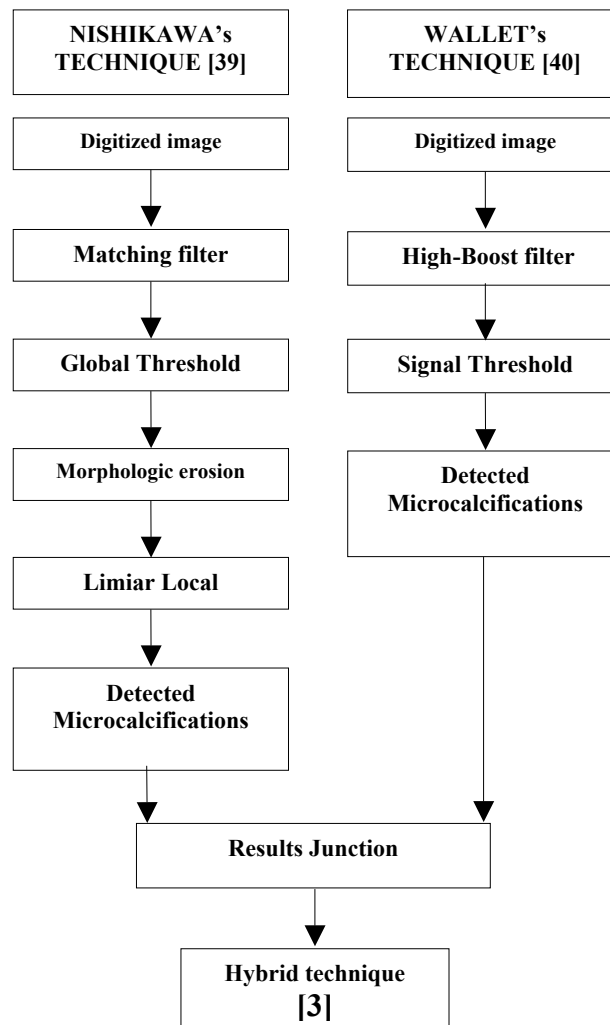 NISHIKAWA's
TECHNIQUE [39]
Digitized image
Matching filter
Global Threshold
Morphologic erosion
Limiar Local
Detected
Microcalcifications
WALLET's
TECHNIQUE [40]
Digitized image
High-Boost filter
Signal Threshold
Detected
Microcalcifications
Results Junction
Hybrid technique
[3]